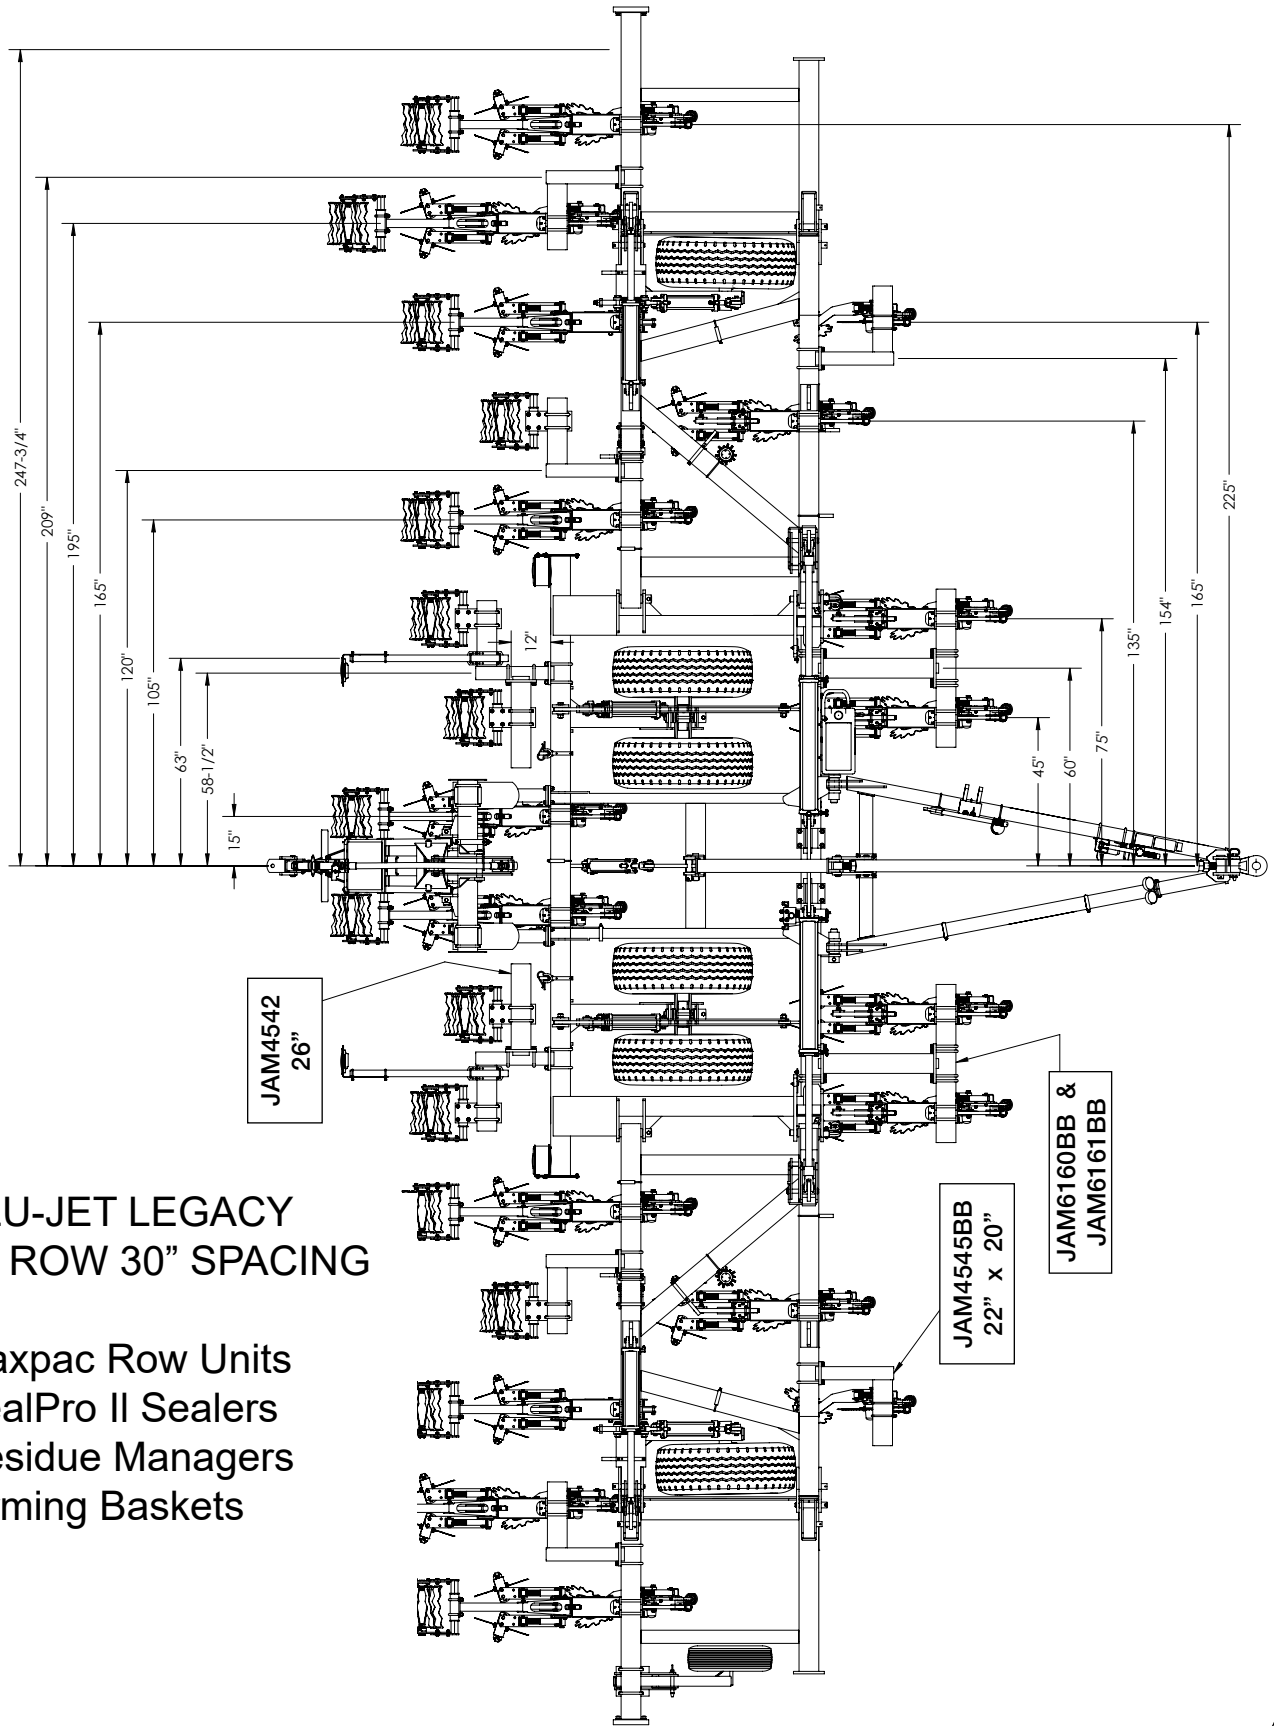 247-3/4"
209"
195"
165"
120"
105"
63"
58-1/2"
15"
12"
225"
165"
154"
135"
75"
60"
45"
JAM4542
26”
JAM6160BB &
JAM6161BB
JAM4545BB
22” x 20”
U-JET LEGACY
ROW 30” SPACING
axpac Row Units
ealPro II Sealers
esidue Managers
ming Baskets